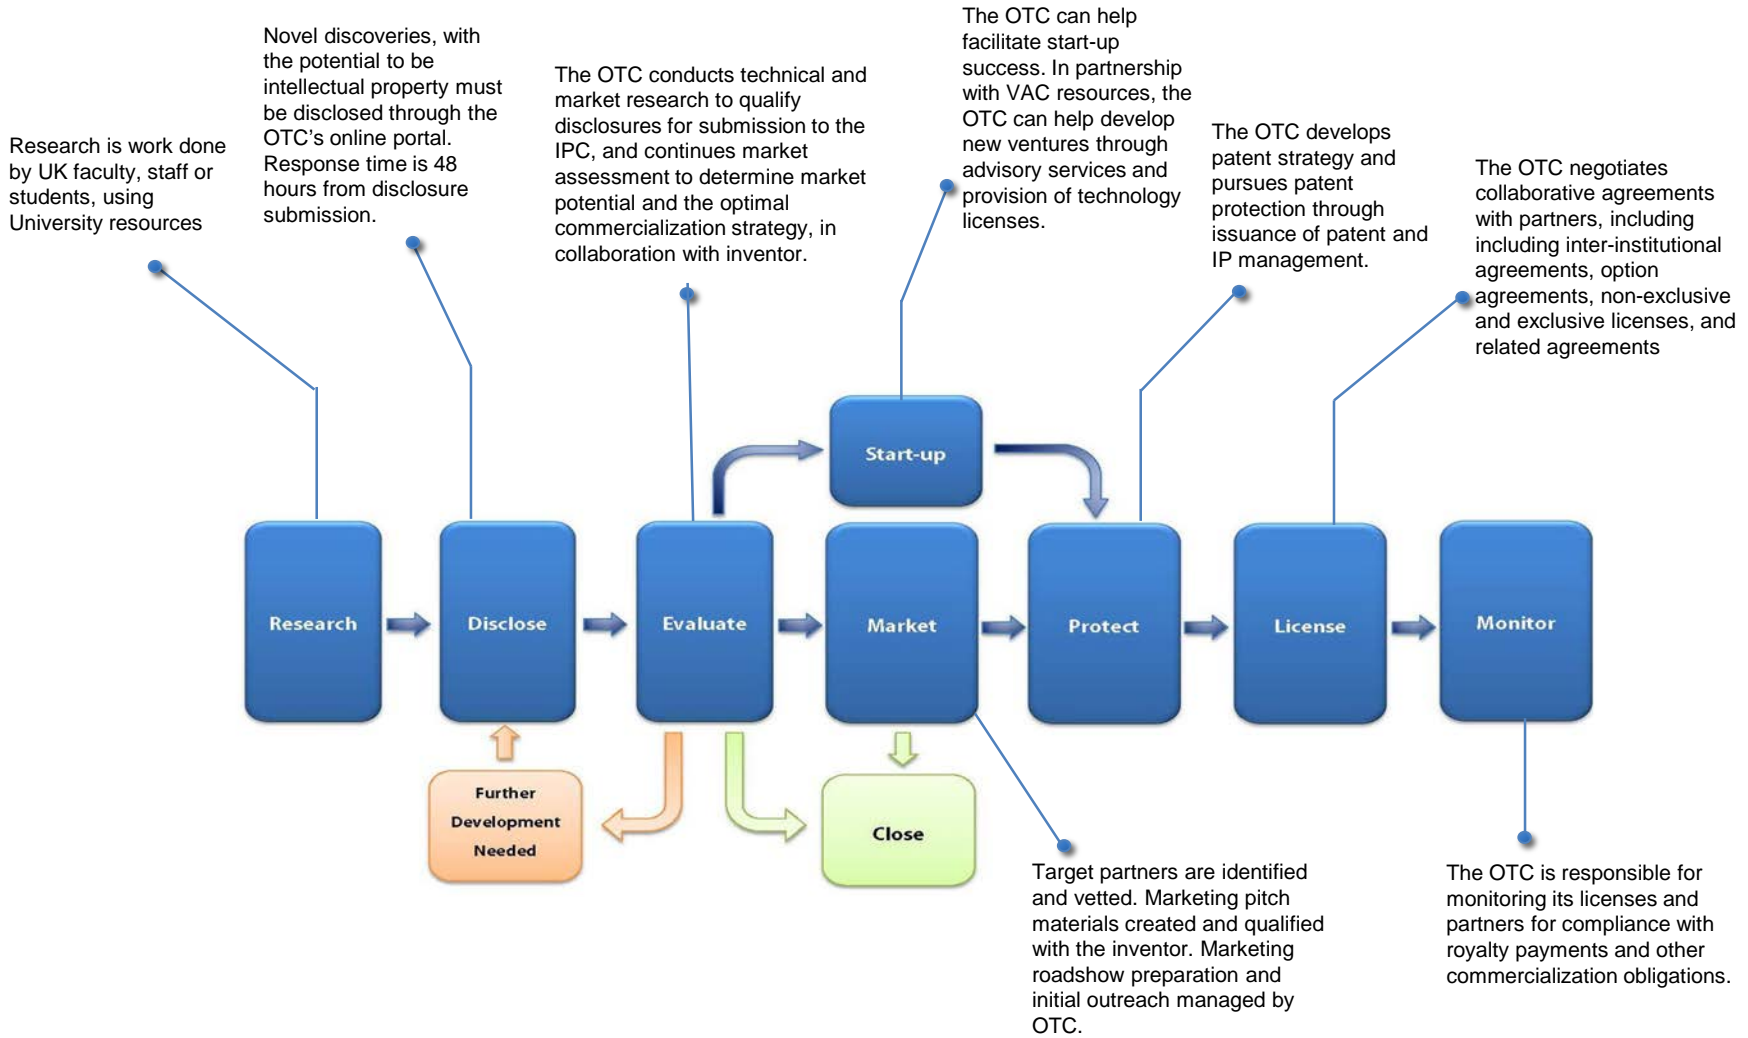 Research is work done
by UK faculty, staff or
students, using
University resources
Novel discoveries, with
the potential to be
intellectual property must
be disclosed through the
OTC’s online portal.
Response time is 48
hours from disclosure
submission.
The OTC conducts technical and
market research to qualify
disclosures for submission to the
IPC, and continues market
assessment to determine market
potential and the optimal
commercialization strategy, in
collaboration with inventor.
The OTC can help
facilitate start-up
success. In partnership
with VAC resources, the
OTC can help develop
new ventures through
advisory services and
provision of technology
licenses.
The OTC develops
patent strategy and
pursues patent
protection through
issuance of patent and
IP management.
The OTC negotiates
collaborative agreements
with partners, including
including inter-institutional
agreements, option
agreements, non-exclusive
and exclusive licenses, and
related agreements
Start-up
Research
Disclose
Evaluate
Market
Protect
License
Monitor
Further
Development
Needed
Close
Target partners are identified
and vetted. Marketing pitch
materials created and qualified
with the inventor. Marketing
roadshow preparation and
initial outreach managed by
OTC.
The OTC is responsible for
monitoring its licenses and
partners for compliance with
royalty payments and other
commercialization obligations.